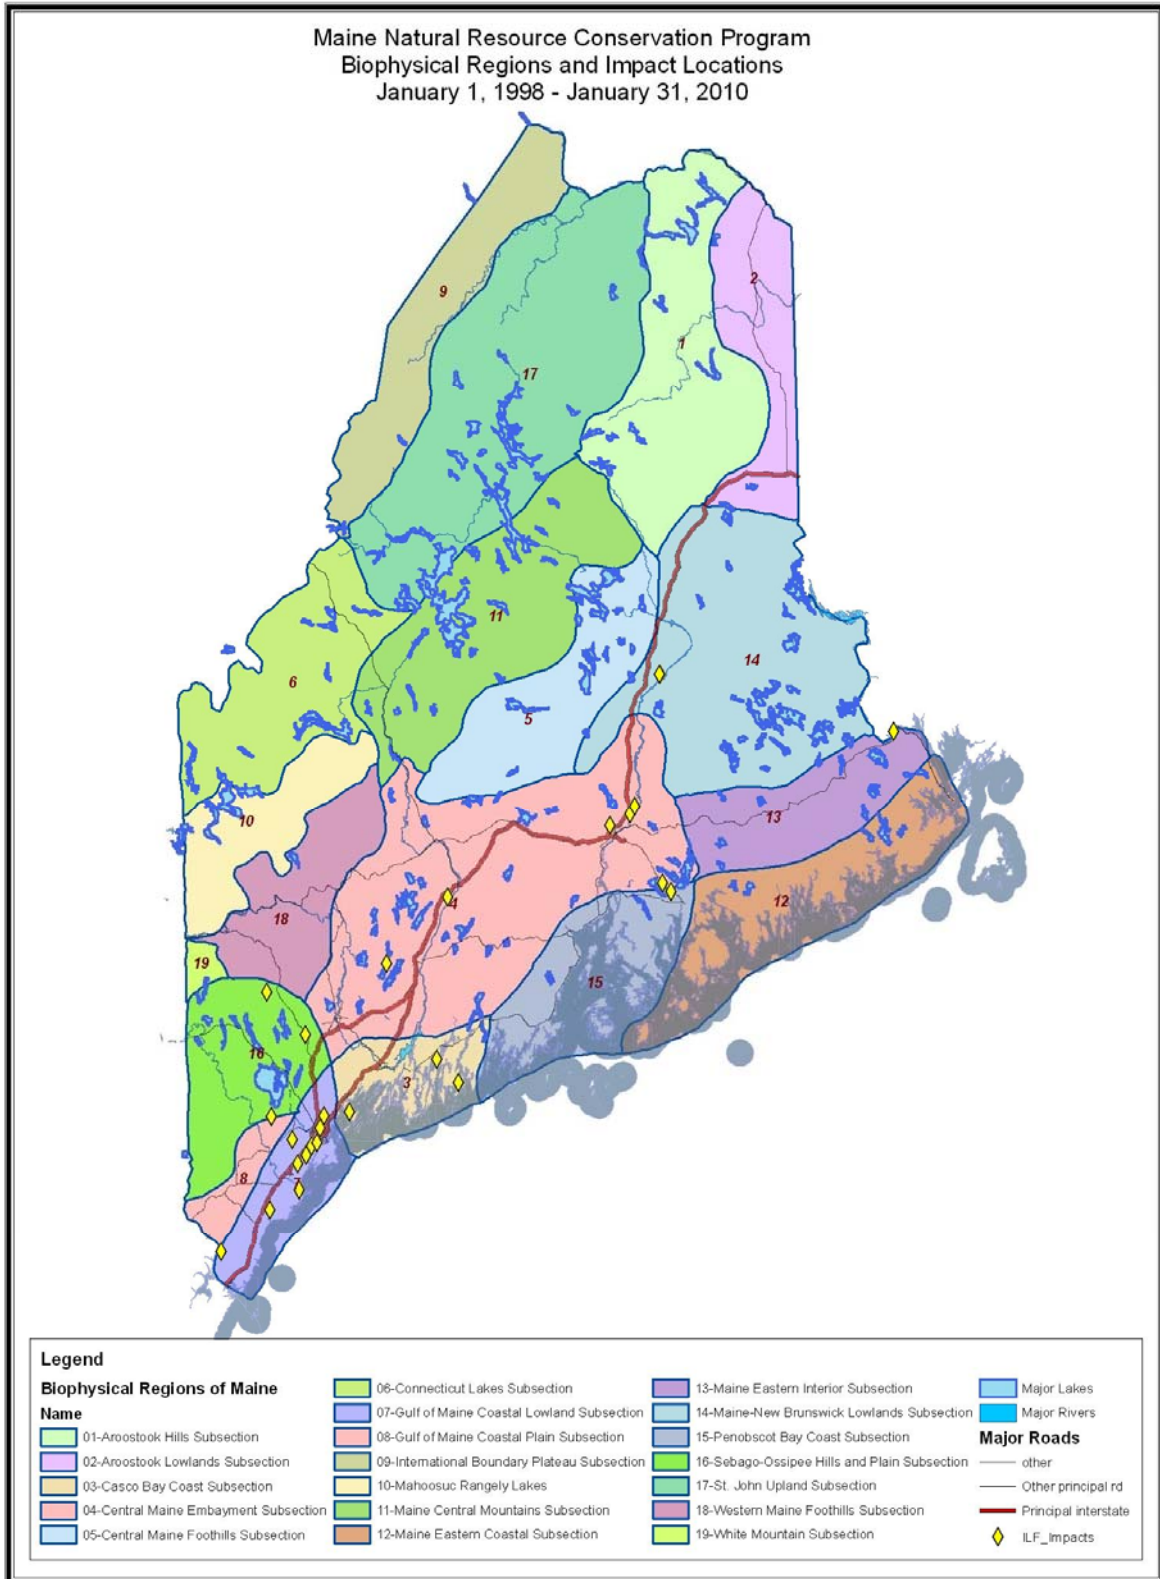 Maine Natural Resource Conservation Program
Biophysical Regions and Impact Locations
January 1, 1998 - January 31, 2010
9
2
1
17
11
6
14
5
10
13
4
12
18
19
15
16
3
8
7
Legend
Biophysical Regions of Maine
Name
01-Aroostook Hills Subsection
02-Aroostook Lowlands Subsection
03-Casco Bay Coast Subsection
04-Central Maine Embayment Subsection
05-Central Maine Foothills Subsection
06-Connecticut Lakes Subsection
07-Gulf of Maine Coastal Lowland Subsection
08-Gulf of Maine Coastal Plain Subsection
09-International Boundary Plateau Subsection
10-Mahoosuc Rangely Lakes
11-Maine Central Mountains Subsection
12-Maine Eastern Coastal Subsection
13-Maine Eastern Interior Subsection
14-Maine-New Brunswick Lowlands Subsection
15-Penobscot Bay Coast Subsection
16-Sebago-Ossipee Hills and Plain Subsection
17-St. John Upland Subsection
18-Western Maine Foothills Subsection
19-White Mountain Subsection
Major Lakes
Major Rivers
Major Roads
other
Other principal rd
Principal interstate
ILF_Impacts